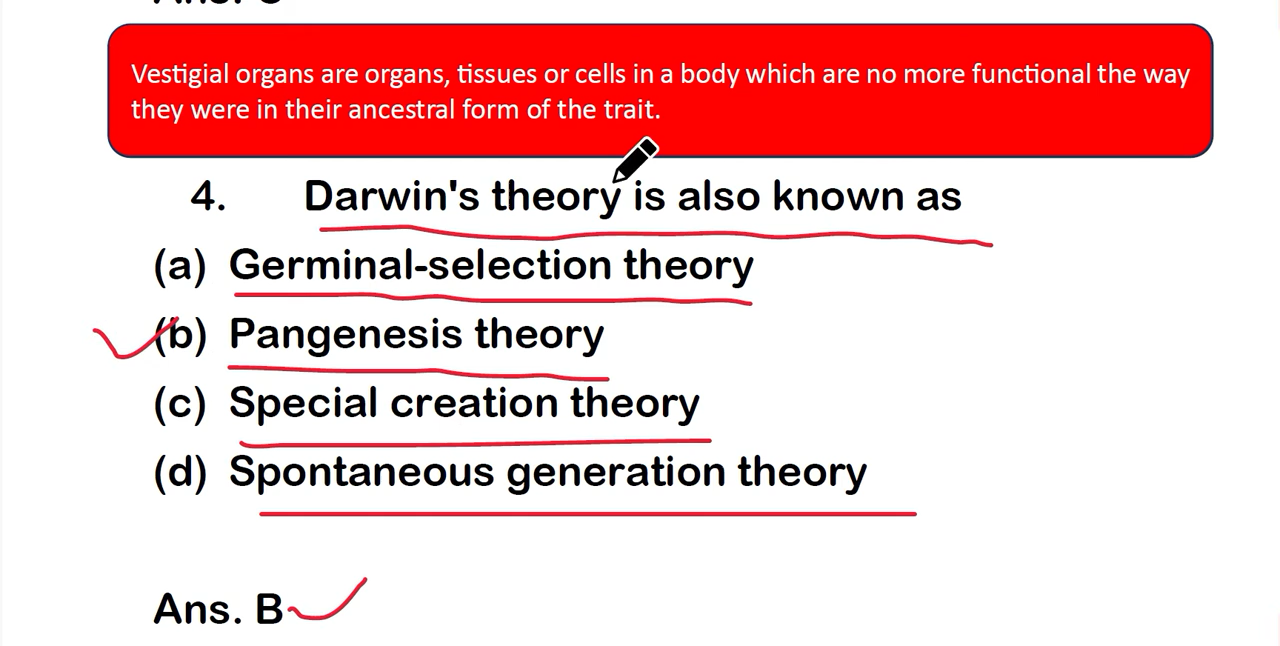 Vestigial organs are organs, tissues or cells in a body which are no more functional the way
they were in their ancestral form of the trait.
4. Darwin's theory is also known as
(a) Germinal-selection theory
(b) Pangenesis theory
(c) Special creation theory
(d) Spontaneous generation theory
Ans. B